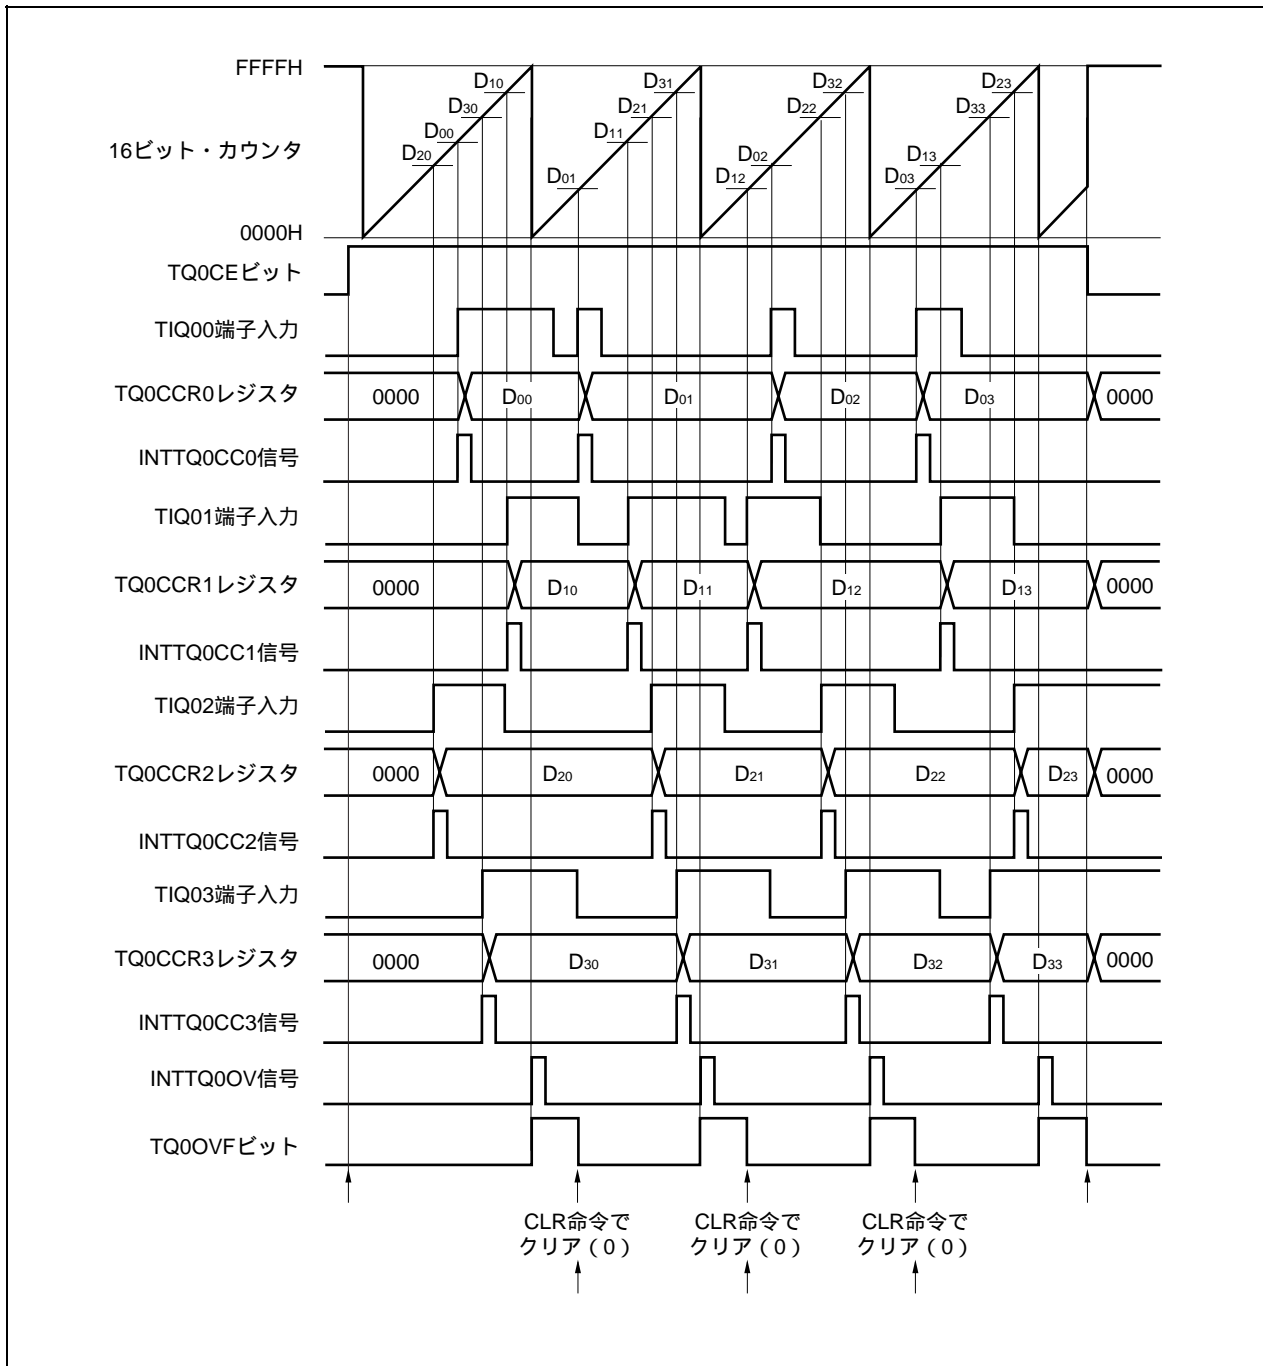 FFFFH
D10
D31
D32
D23
D30
D21
D22
D33
D00
D11
16ビット・カウンタ
D20
D02
D13
D01
D12
D03
0000H
TQ0CEビット
TIQ00端子入力
TQ0CCR0レジスタ
0000
D00
D01
D02
D03
0000
INTTQ0CC0信号
TIQ01端子入力
TQ0CCR1レジスタ
0000
D10
D11
D12
D13
0000
INTTQ0CC1信号
TIQ02端子入力
TQ0CCR2レジスタ
0000
D20
D21
D22
D23
0000
INTTQ0CC2信号
TIQ03端子入力
TQ0CCR3レジスタ
0000
D30
D31
D32
D33
0000
INTTQ0CC3信号
INTTQ0OV信号
TQ0OVFビット
CLR命令で
クリア（0）
CLR命令で
クリア（0）
CLR命令で
クリア（0）